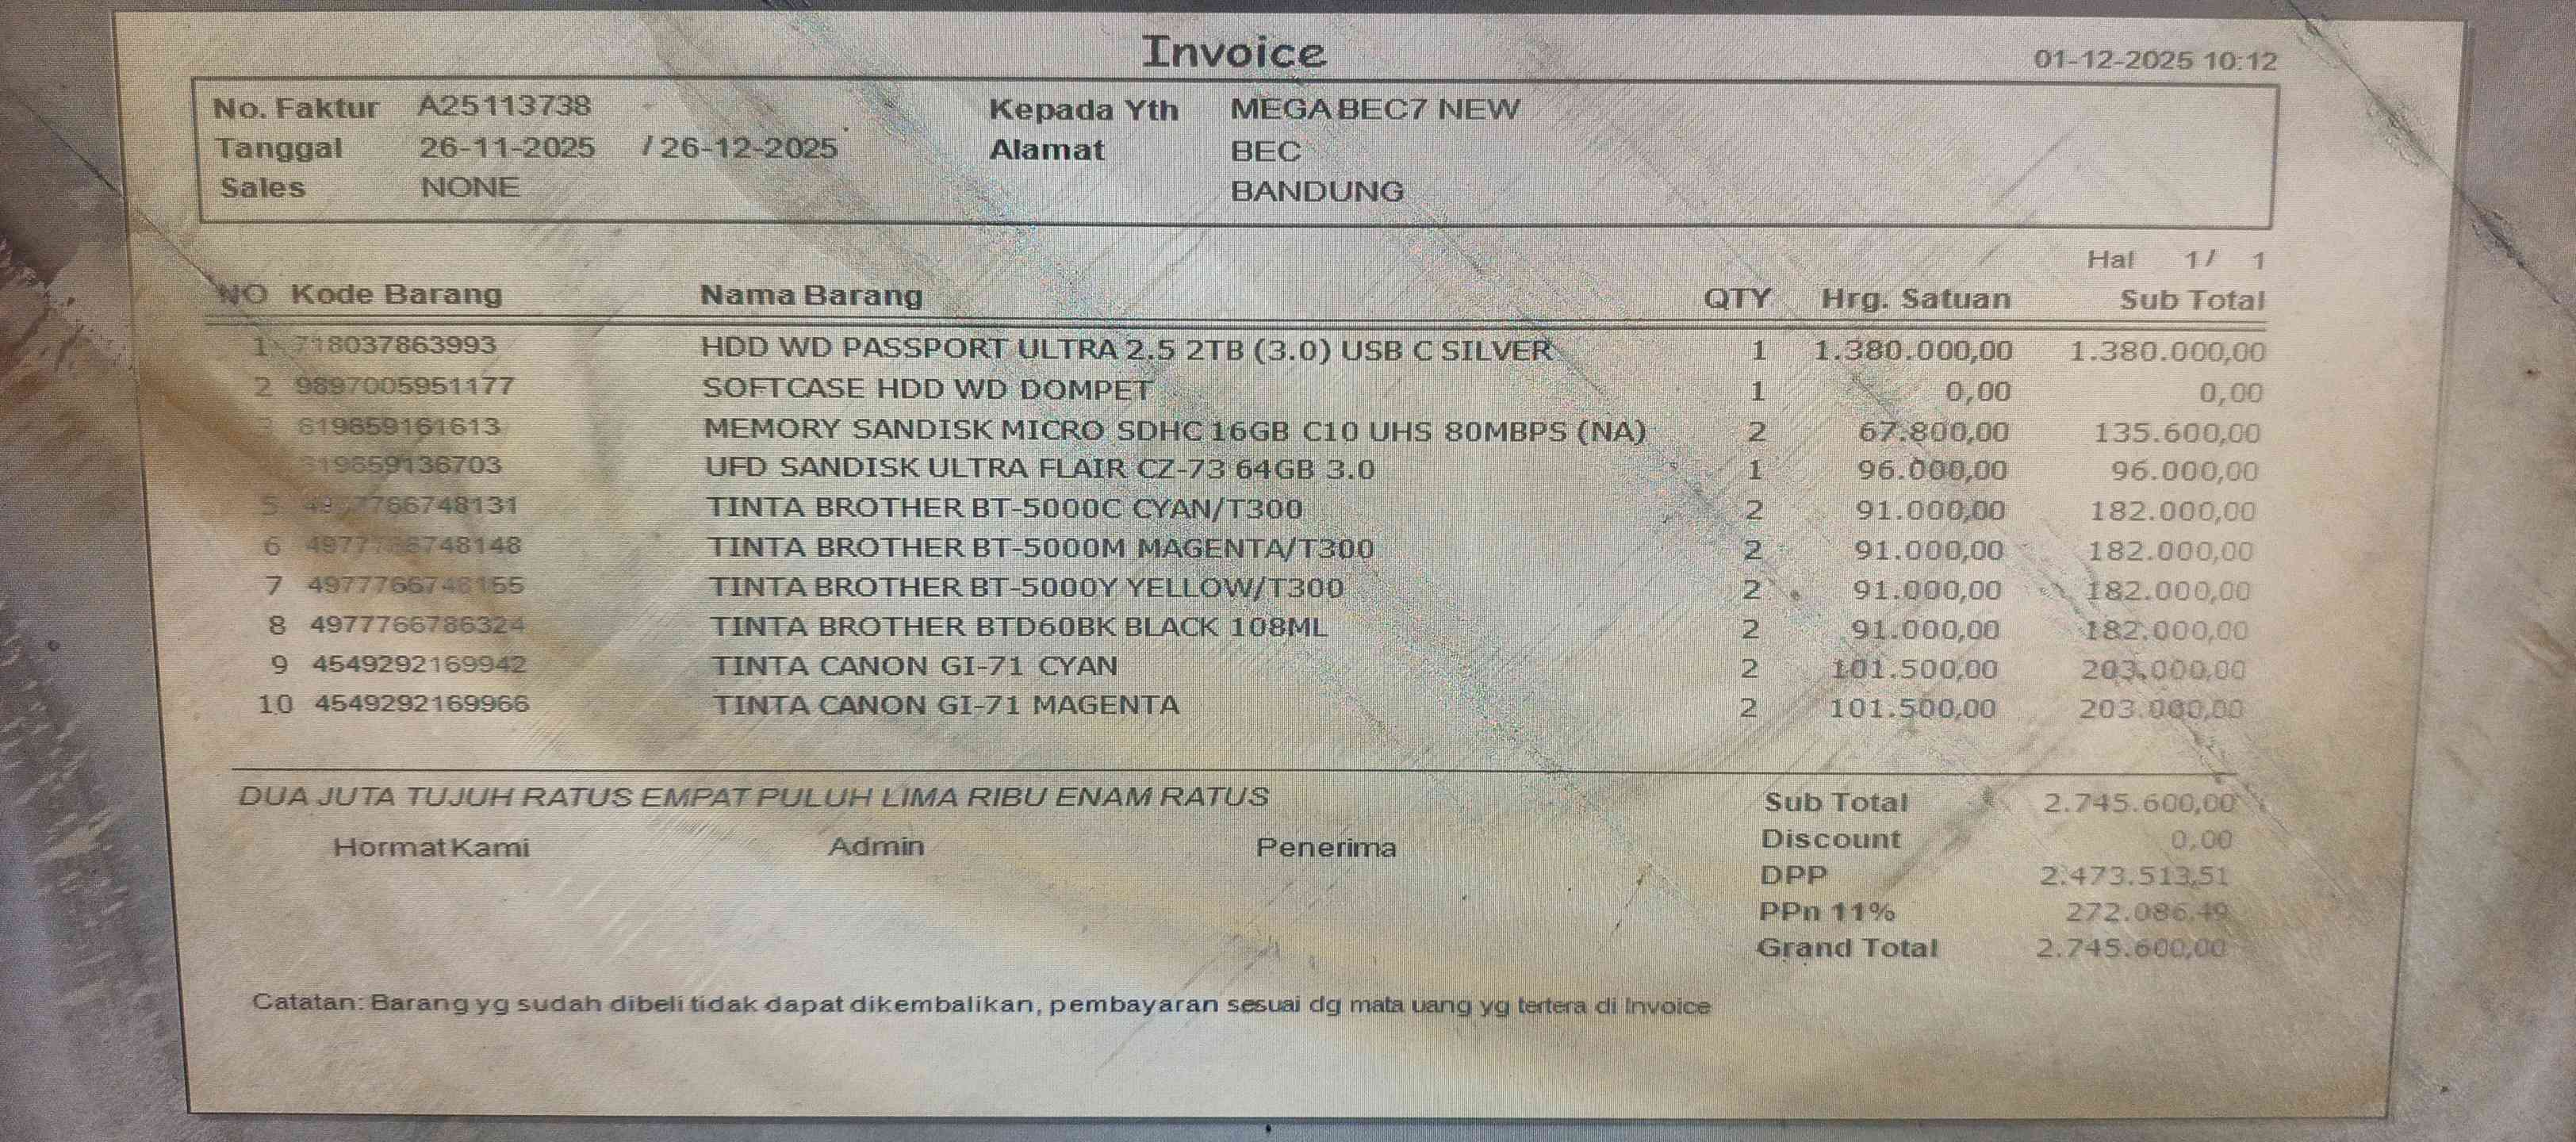 Invoice
01-12-2025 10:12
No. Faktur A25113738 Kepada Yth MEGA BEC7 NEW
Tanggal 26-11-2025 / 26-12-2025 Alamat BEC
Sales NONE BANDUNG
Hal 1 / 1
NO Kode Barang Nama Barang QTY Hrg. Satuan Sub Total
1 718037863993 HDD WD PASSPORT ULTRA 2.5 2TB (3.0) USB C SILVER 1 1.380.000,00 1.380.000,00
2 9897005951177 SOFTCASE HDD WD DOMPET 1 0,00 0,00
3 619659161613 MEMORY SANDISK MICRO SDHC 16GB C10 UHS 80MBPS (NA) 2 67.800,00 135.600,00
UFD SANDISK ULTRA FLAIR CZ-73 64GB 3.0 1 96.000,00 96.000,00
5 4977766748131 TINTA BROTHER BT-5000C CYAN/T300 2 91.000,00 182.000,00
6 4977766748148 TINTA BROTHER BT-5000M MAGENTA/T300 2 91.000,00 182.000,00
7 4977766748155 TINTA BROTHER BT-5000Y YELLOW/T300 2 91.000,00 182.000,00
8 4977766786324 TINTA BROTHER BTD60BK BLACK 108ML 2 91.000,00 182.000,00
9 4549292169942 TINTA CANON GI-71 CYAN 2 101.500,00 203.000,00
10 4549292169966 TINTA CANON GI-71 MAGENTA 2 101.500,00 203.000,00
DUA JUTA TUJUH RATUS EMPAT PULUH LIMA RIBU ENAM RATUS Sub Total 2.745.600,00
Discount 0,00
Hormat Kami Admin Penerima
DPP 2.473.513,51
PPn 11% 272.086,49
Grand Total 2.745.600,00
Catatan: Barang yg sudah dibeli tidak dapat dikembalikan, pembayaran sesuai dg mata uang yg tertera di Invoice